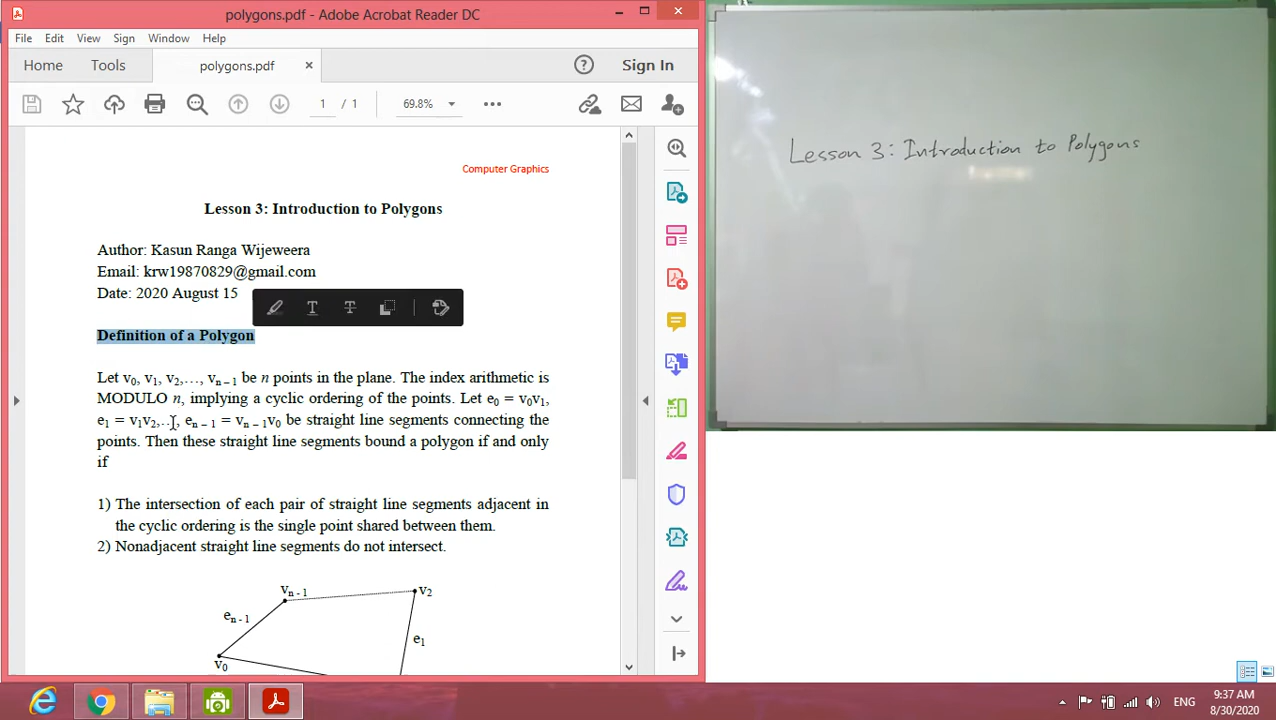 polygons.pdf - Adobe Acrobat Reader DC
File Edit View Sign Window Help
Home Tools polygons.pdf × Sign In
1 / 1 69.8%
Computer Graphics
Lesson 3: Introduction to Polygons
Author: Kasun Ranga Wijeweera
Email: krw19870829@gmail.com
Date: 2020 August 15
Definition of a Polygon
Let v0, v1, v2,…, vn – 1 be n points in the plane. The index arithmetic is
MODULO n, implying a cyclic ordering of the points. Let e0 = v0v1,
e1 = v1v2,…, en – 1 = vn – 1v0 be straight line segments connecting the
points. Then these straight line segments bound a polygon if and only
if
1) The intersection of each pair of straight line segments adjacent in
the cyclic ordering is the single point shared between them.
2) Nonadjacent straight line segments do not intersect.
vn - 1
v2
en - 1
e1
v0
Lesson 3: Introduction to Polygons
ENG
9:37 AM
8/30/2020